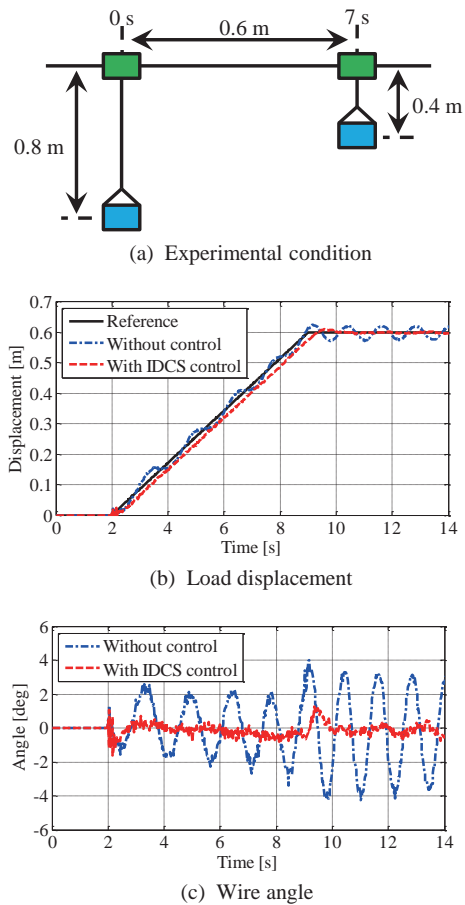 0 s
7 s
0.6 m
0.8 m
0.4 m
(a) Experimental condition
0.7
0.6
0.5
0.4
0.3
0.2
0.1
0
Displacement [m]
Reference
Without control
With IDCS control
0 2 4 6 8 10 12 14
Time [s]
(b) Load displacement
6
4
2
0
-2
-4
-6
Angle [deg]
Without control
With IDCS control
0 2 4 6 8 10 12 14
Time [s]
(c) Wire angle